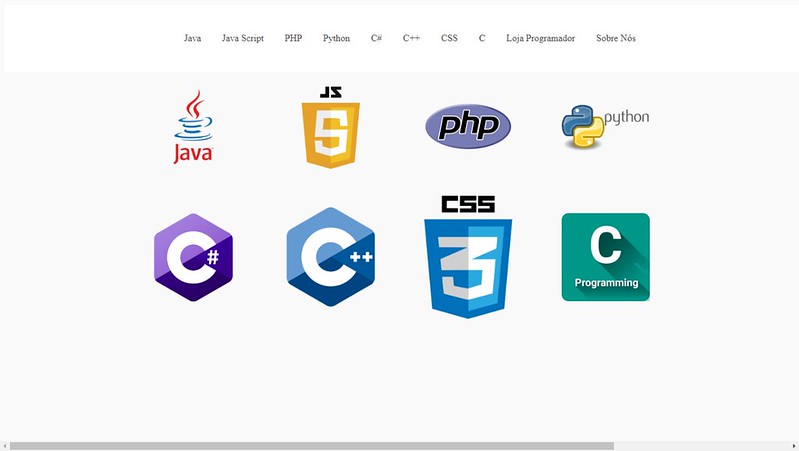 Java Java Script PHP Python C# C++ CSS C Loja Programador Sobre Nós
Java
JS
5
php
python
C#
C++
CSS
3
C
Programming